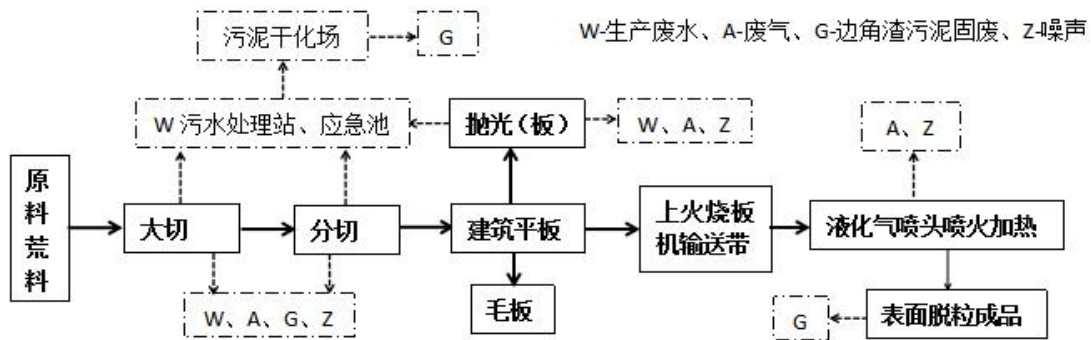 污泥干化场
G
W-生产废水、A-废气、G-边角渣污泥固废、Z-噪声
W 污水处理站、应急池
抛光（板）
W、A、Z
A、Z
原
料
荒
料
大切
分切
建筑平板
上火烧板
机输送带
液化气喷头喷火加热
W、A、G、Z
毛板
G
表面脱粒成品